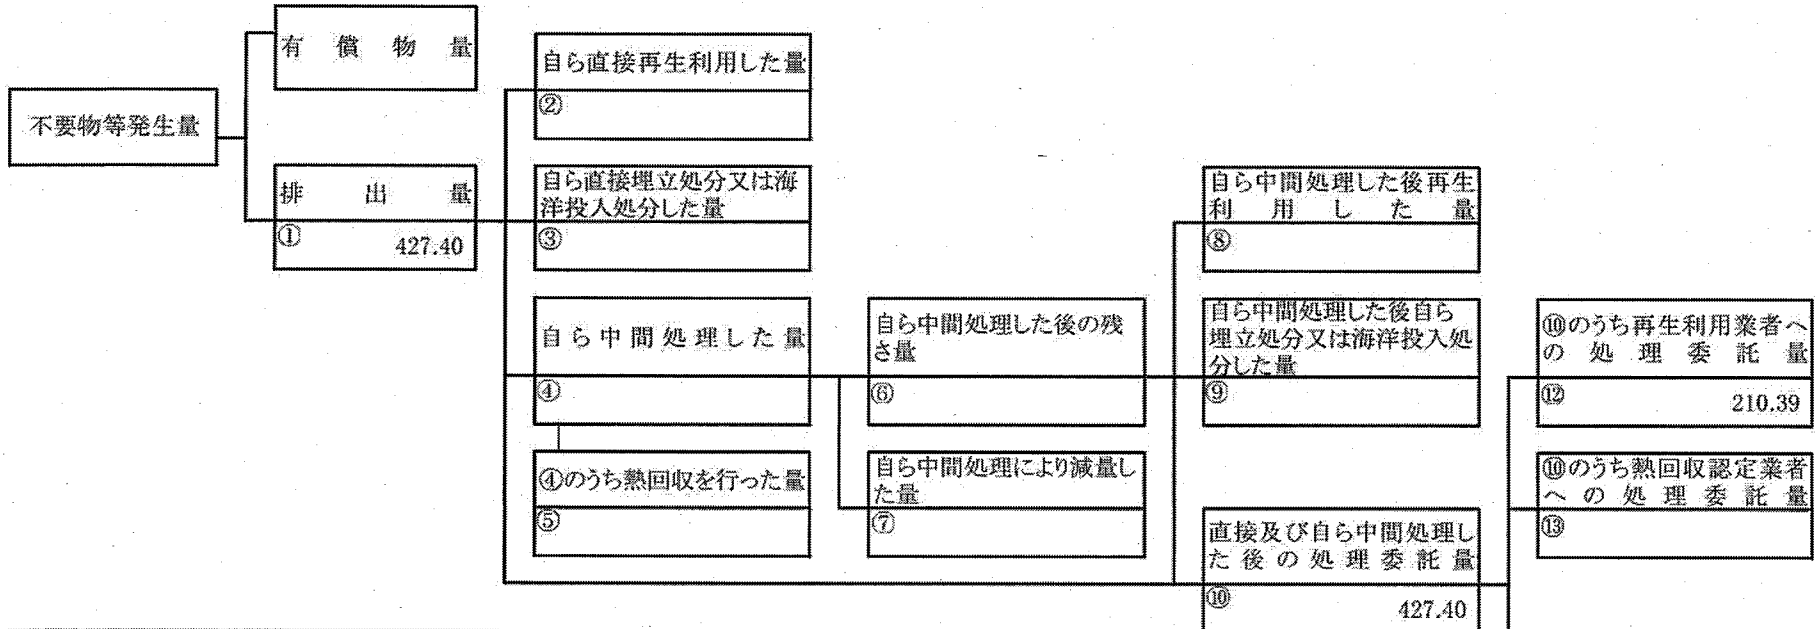 有償物量
不要物等発生量
排出量
①
427.40
自ら直接再生利用した量
②
自ら直接埋立処分又は海
洋投入処分した量
③
自ら中間処理した量
④
④のうち熱回収を行った量
⑤
自ら中間処理した後の残
さ量
⑥
自ら中間処理により減量し
た量
⑦
自ら中間処理した後再生
利用した量
⑧
自ら中間処理した後自ら
埋立処分又は海洋投入処
分した量
⑨
直接及び自ら中間処理し
た後の処理委託量
⑩
427.40
⑩のうち再生利用業者へ
の処理委託量
⑫
210.39
⑩のうち熱回収認定業者
への処理委託量
⑬